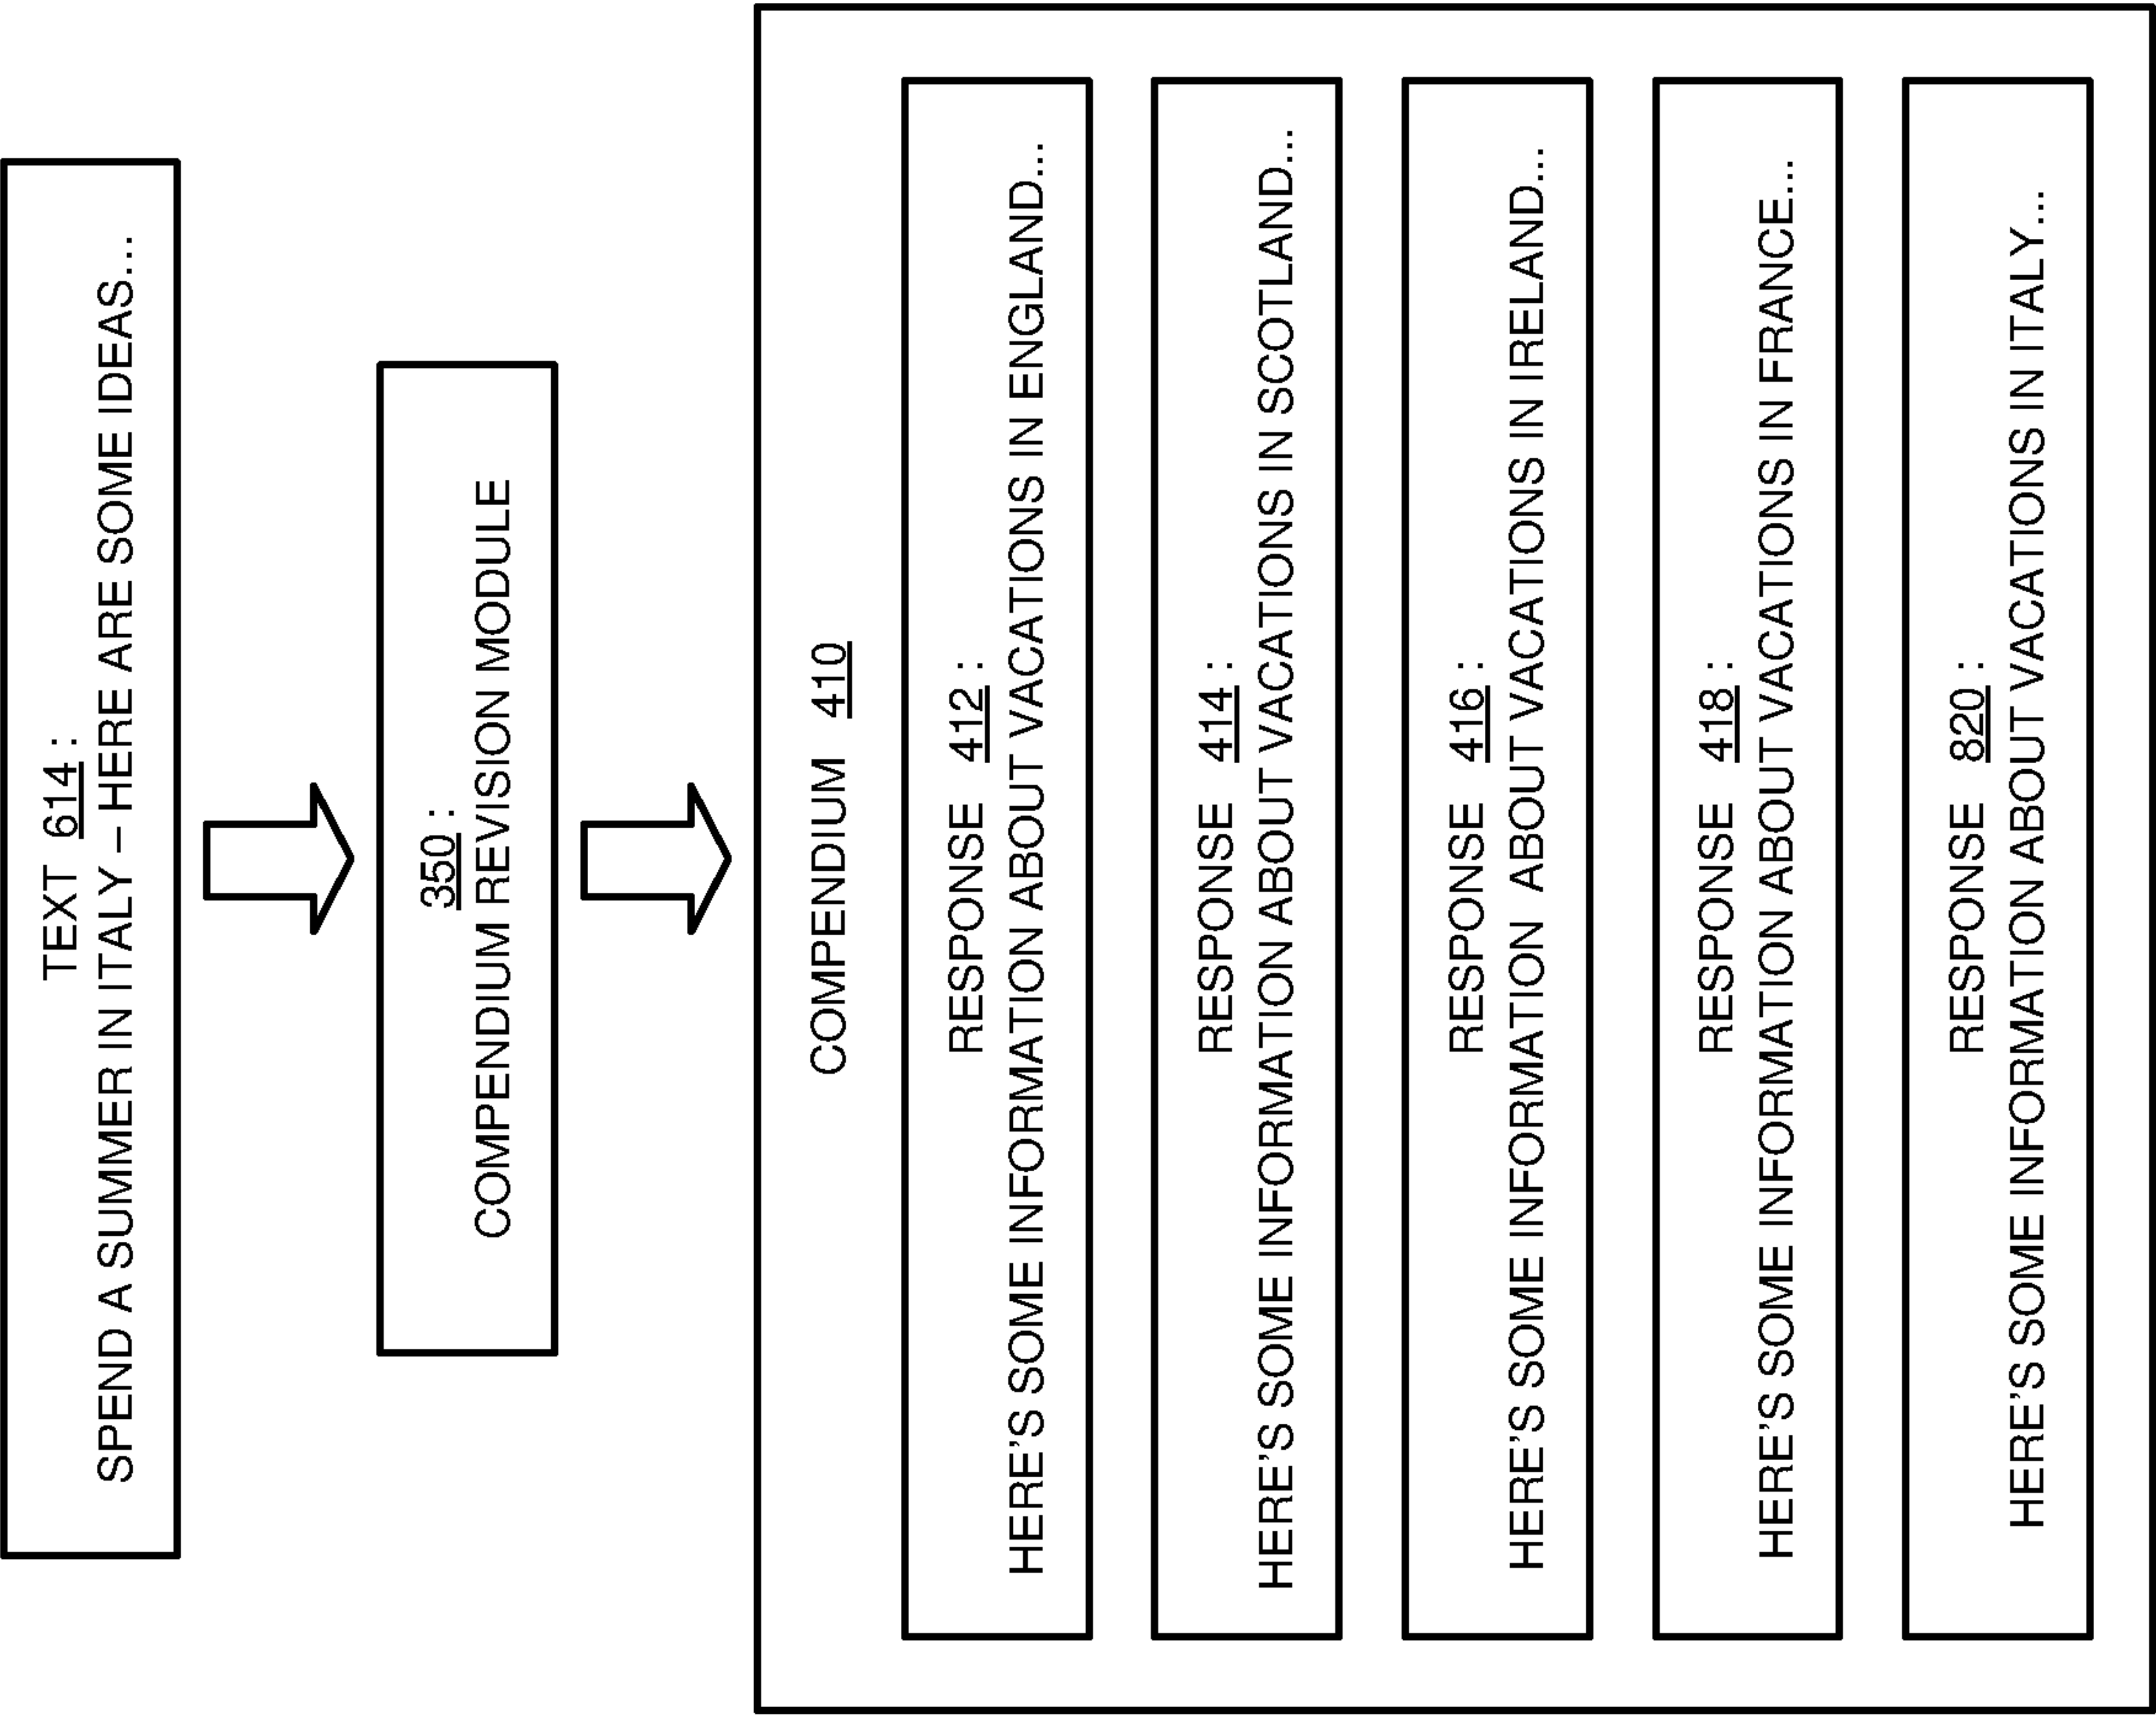 TEXT 614 :
SPEND A SUMMER IN ITALY – HERE ARE SOME IDEAS...
350 :
COMPENDIUM REVISION MODULE
COMPENDIUM 410
RESPONSE 412 :
HERE'S SOME INFORMATION ABOUT VACATIONS IN ENGLAND...
RESPONSE 414 :
HERE'S SOME INFORMATION ABOUT VACATIONS IN SCOTLAND...
RESPONSE 416 :
HERE'S SOME INFORMATION ABOUT VACATIONS IN IRELAND...
RESPONSE 418 :
HERE'S SOME INFORMATION ABOUT VACATIONS IN FRANCE...
RESPONSE 820 :
HERE'S SOME INFORMATION ABOUT VACATIONS IN ITALY...